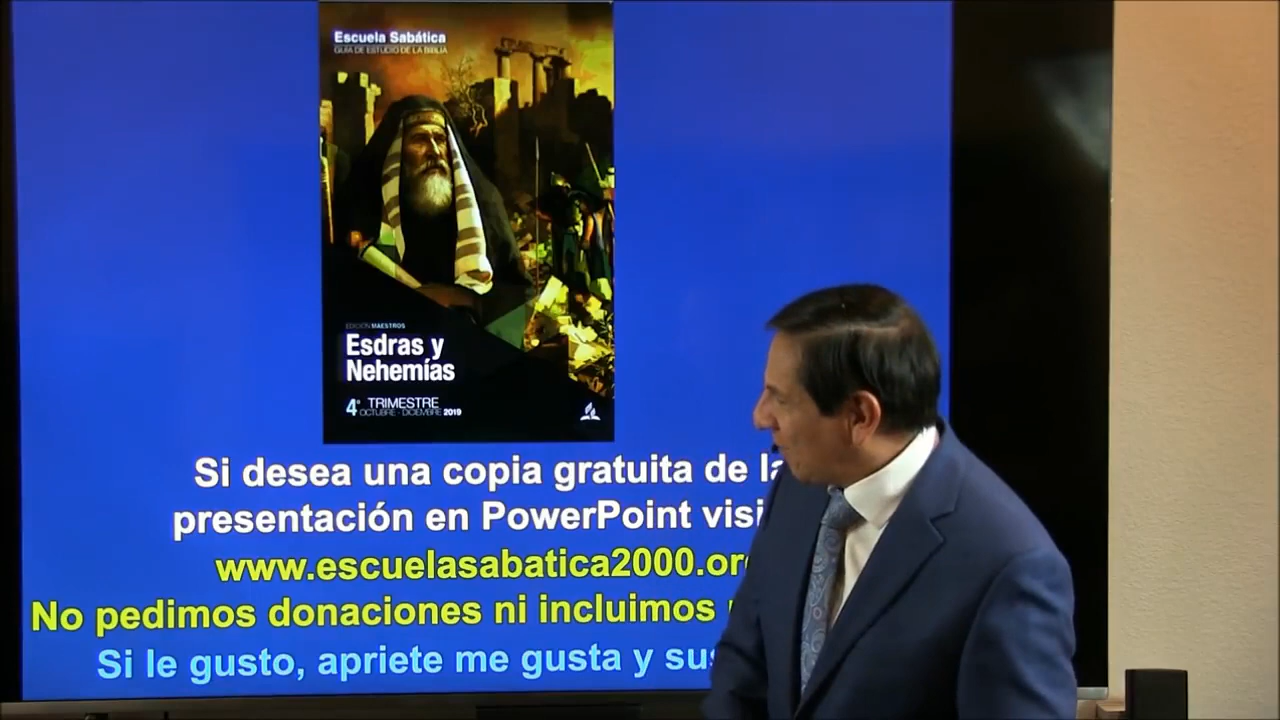 Escuela Sabática
GUÍA DE ESTUDIO DE LA BIBLIA
EDICIÓN MAESTROS
Esdras y
Nehemías
4° TRIMESTRE
OCTUBRE - DICIEMBRE 2019
Si desea una copia gratuita de la
presentación en PowerPoint visi
www.escuelasabatica2000.org
No pedimos donaciones ni incluimos
Si le gusto, apriete me gusta y sus